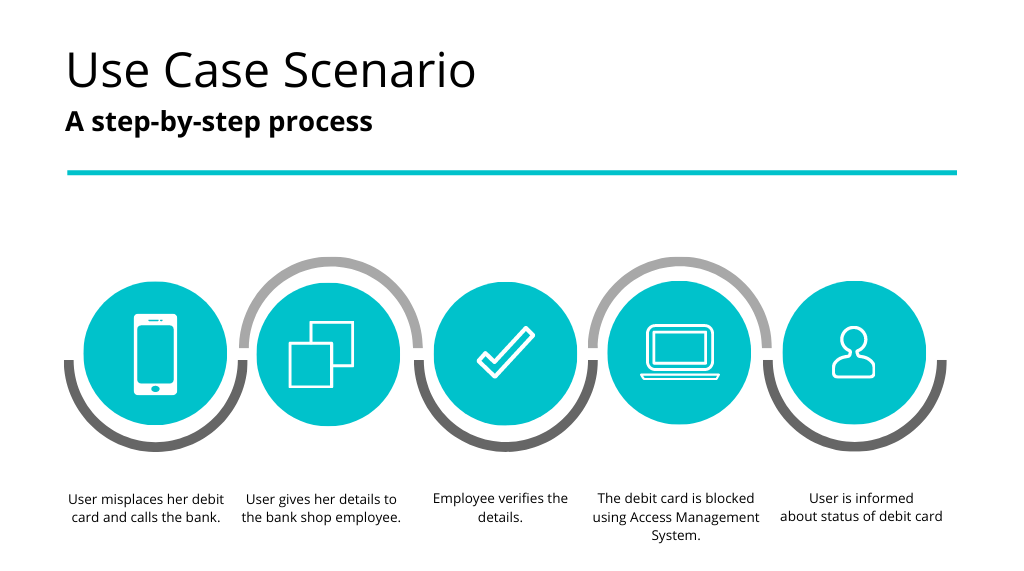 Use Case Scenario
A step-by-step process
User misplaces her debit
card and calls the bank.
User gives her details to
the bank shop employee.
Employee verifies the
details.
The debit card is blocked
using Access Management
System.
User is informed
about status of debit card